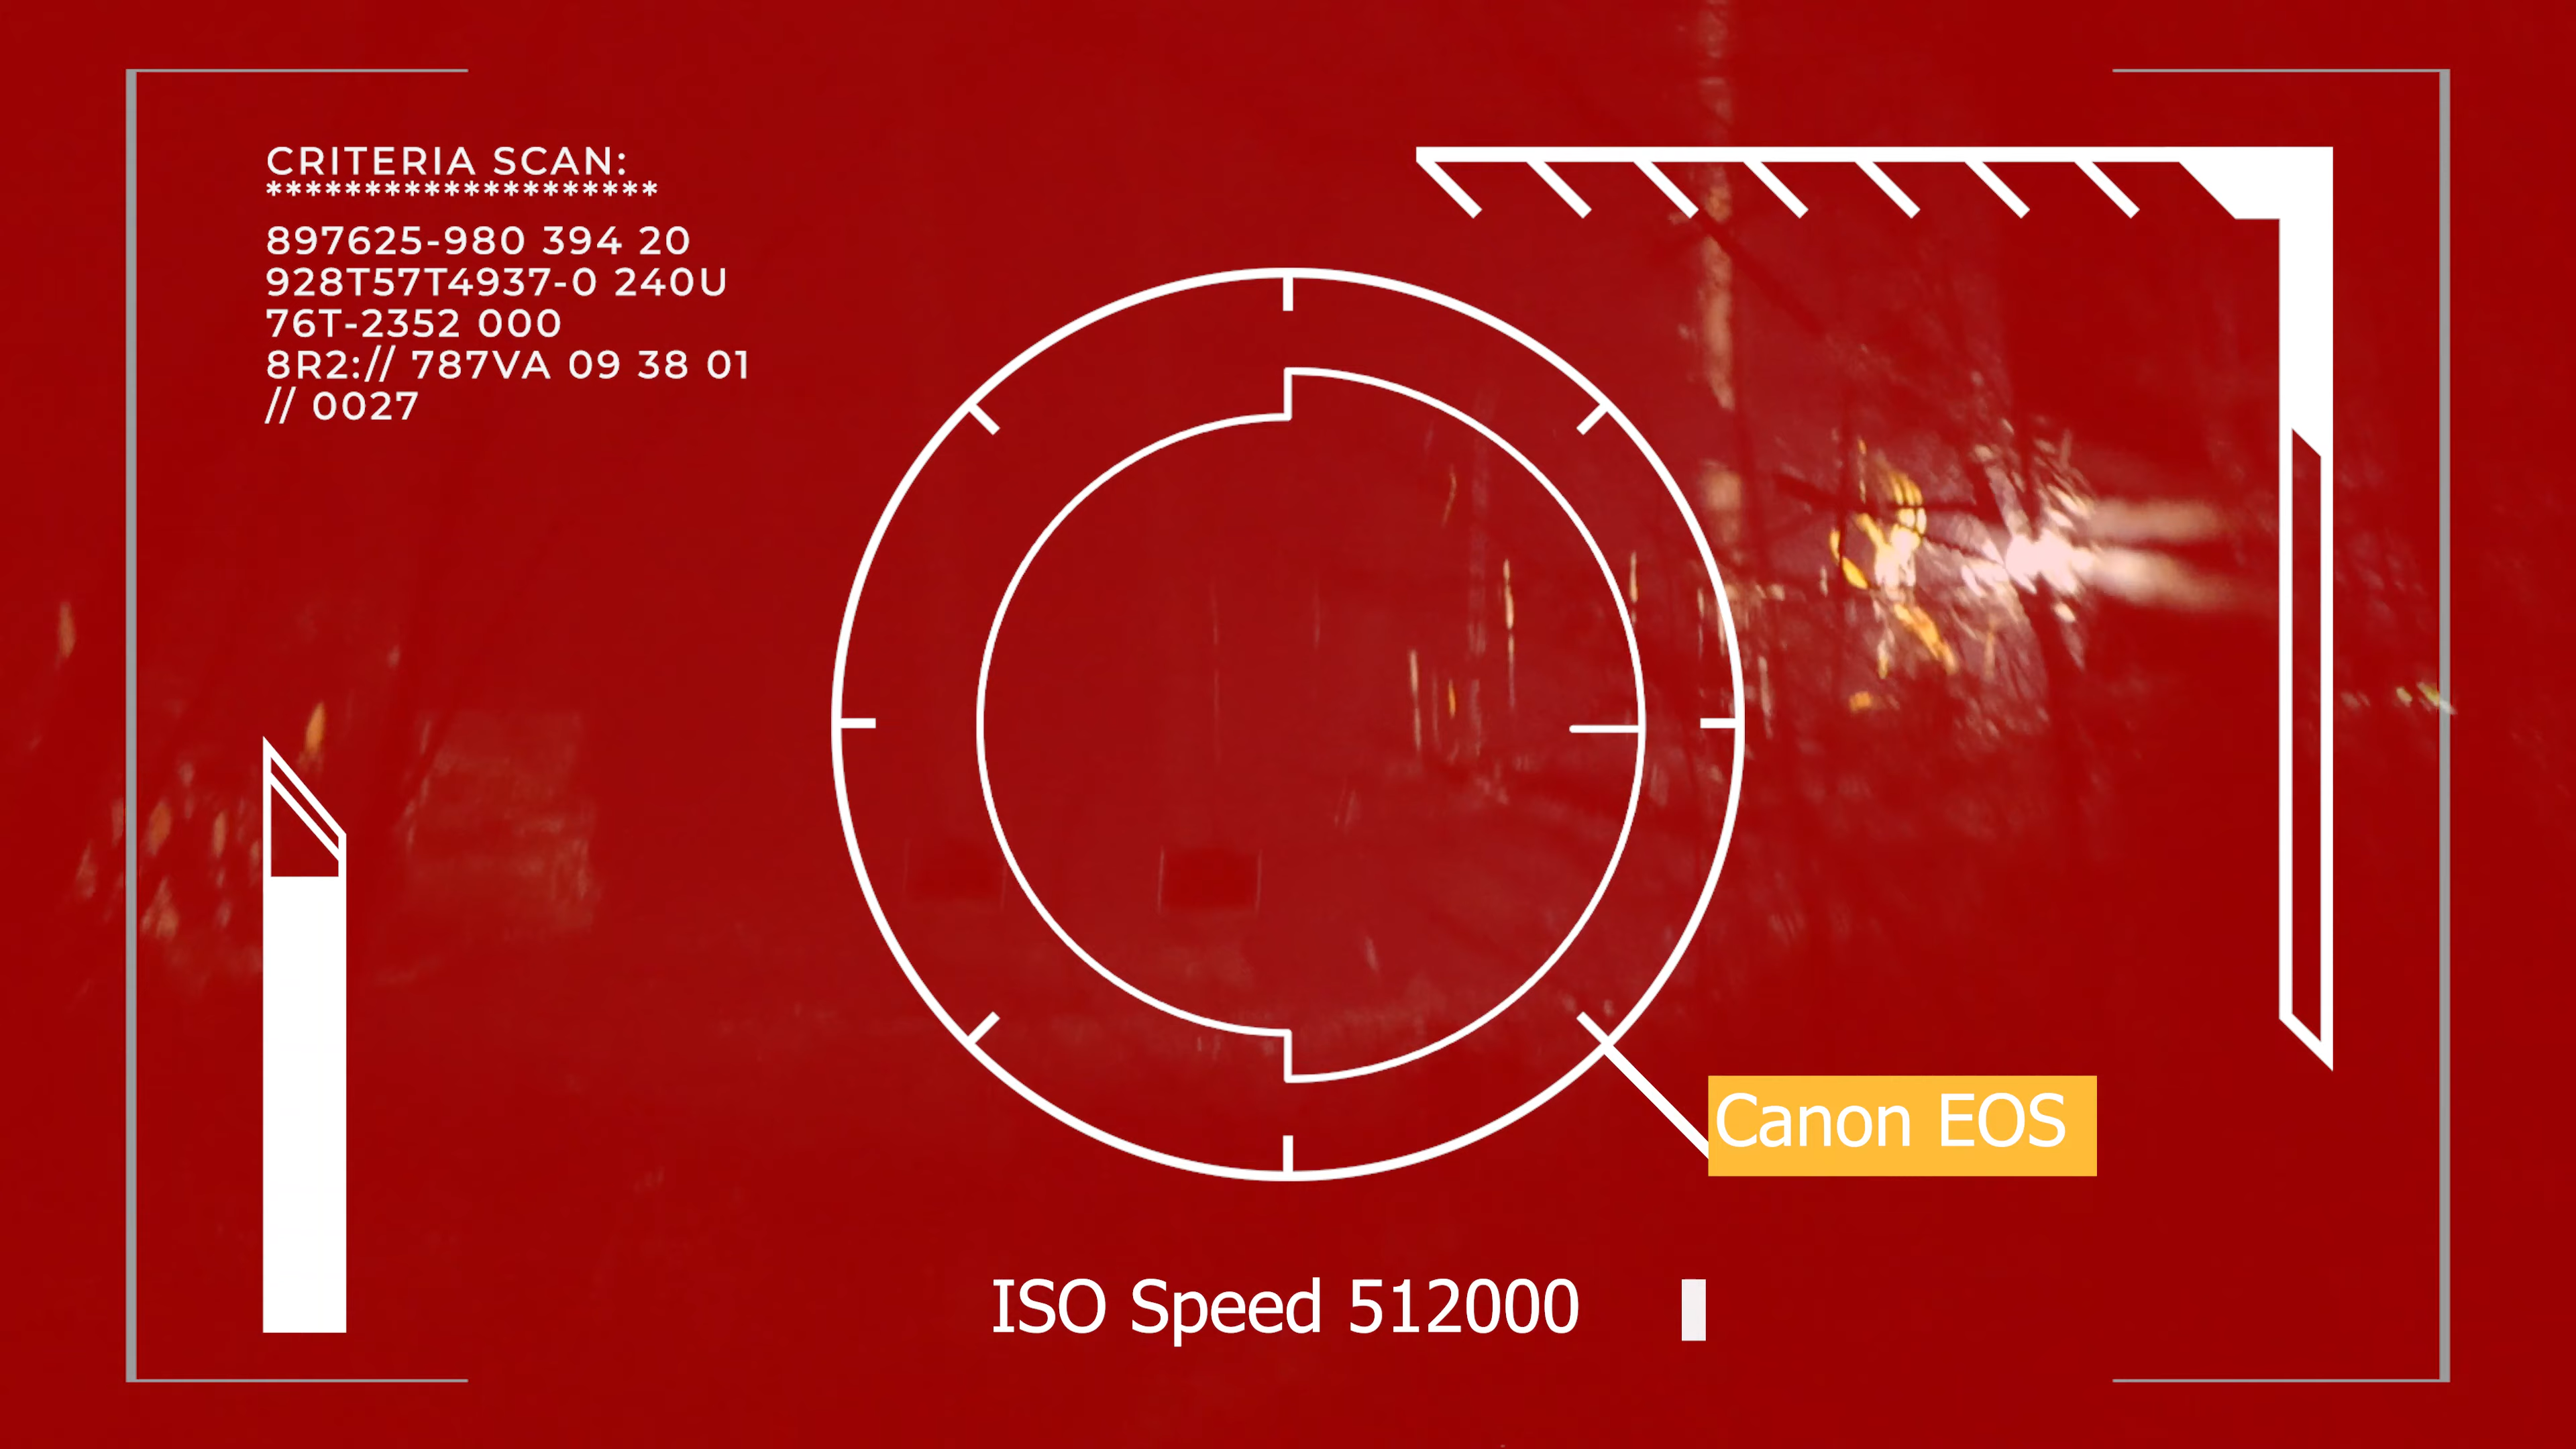 CRITERIA SCAN:
********************
897625-980 394 20
928T57T4937-0 240U
76T-2352 000
8R2:// 787VA 09 38 01
// 0027
Canon EOS
ISO Speed 512000